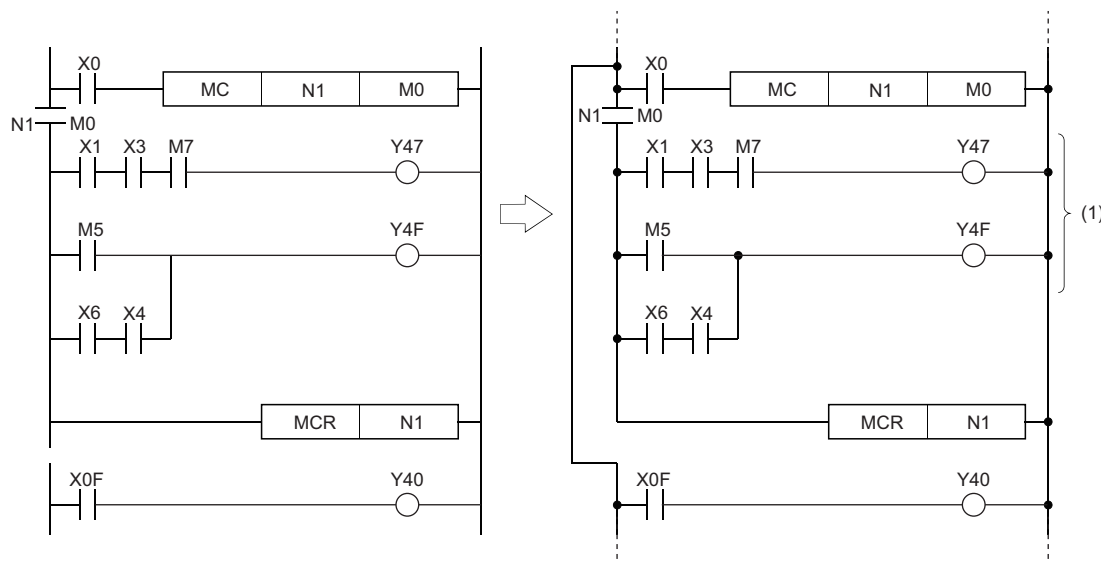 X0
MC N1 M0
N1 M0
X1 X3 M7 Y47
M5 Y4F
X6 X4
MCR N1
X0F Y40
X0
MC N1 M0
N1 M0
X1 X3 M7 Y47
M5 Y4F
(1)
X6 X4
MCR N1
X0F Y40